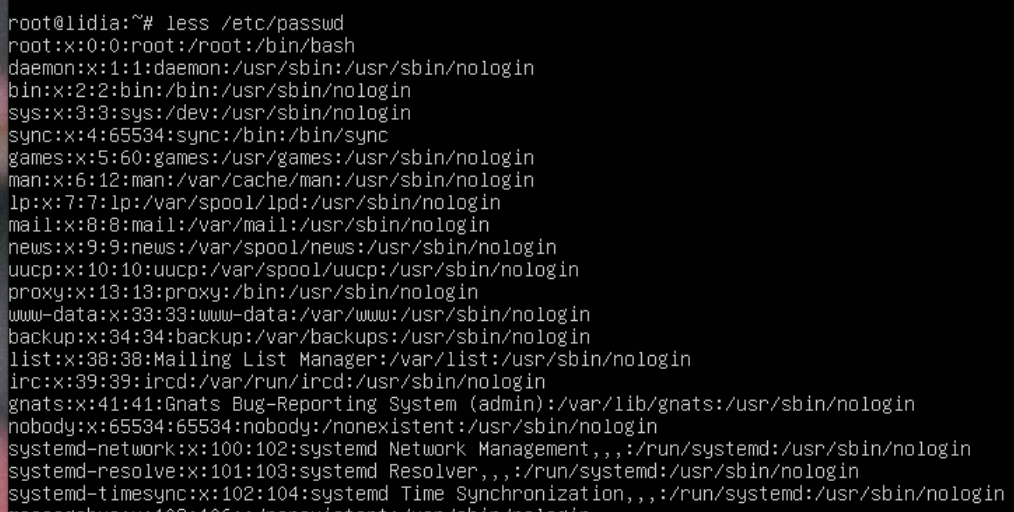 root@lidia:~# less /etc/passwd
root:x:0:0:root:/root:/bin/bash
daemon:x:1:1:daemon:/usr/sbin:/usr/sbin/nologin
bin:x:2:2:bin:/bin:/usr/sbin/nologin
sys:x:3:3:sys:/dev:/usr/sbin/nologin
sync:x:4:65534:sync:/bin:/bin/sync
games:x:5:60:games:/usr/games:/usr/sbin/nologin
man:x:6:12:man:/var/cache/man:/usr/sbin/nologin
lp:x:7:7:lp:/var/spool/lpd:/usr/sbin/nologin
mail:x:8:8:mail:/var/mail:/usr/sbin/nologin
news:x:9:9:news:/var/spool/news:/usr/sbin/nologin
uucp:x:10:10:uucp:/var/spool/uucp:/usr/sbin/nologin
proxy:x:13:13:proxy:/bin:/usr/sbin/nologin
www-data:x:33:33:www-data:/var/www:/usr/sbin/nologin
backup:x:34:34:backup:/var/backups:/usr/sbin/nologin
list:x:38:38:Mailing List Manager:/var/list:/usr/sbin/nologin
irc:x:39:39:ircd:/var/run/ircd:/usr/sbin/nologin
gnats:x:41:41:Gnats Bug-Reporting System (admin):/var/lib/gnats:/usr/sbin/nologin
nobody:x:65534:65534:nobody:/nonexistent:/usr/sbin/nologin
systemd-network:x:100:102:systemd Network Management,,,:/run/systemd:/usr/sbin/nologin
systemd-resolve:x:101:103:systemd Resolver,,,:/run/systemd:/usr/sbin/nologin
systemd-timesync:x:102:104:systemd Time Synchronization,,,:/run/systemd:/usr/sbin/nologin